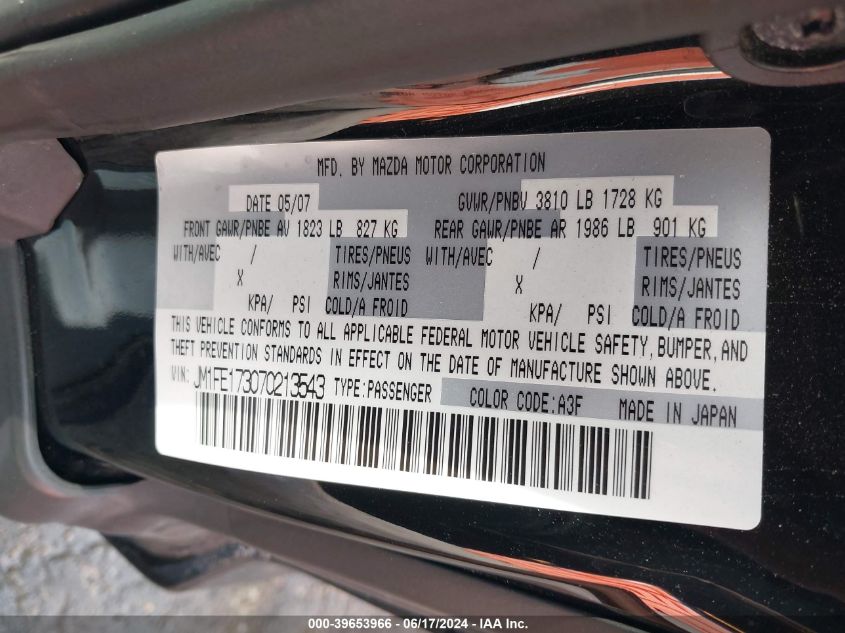 MFD. BY MAZDA MOTOR CORPORATION
DATE 05/07 GVWR/PNBV 3810 LB 1728 KG
FRONT GAWR/PNBE AV 1823 LB 827 KG REAR GAWR/PNBE AR 1986 LB 901 KG
WITH/AVEC / TIRES/PNEUS WITH/AVEC / TIRES/PNEUS
X RIMS/JANTES X RIMS/JANTES
KPA/ PSI COLD/A FROID KPA/ PSI COLD/A FROID
THIS VEHICLE CONFORMS TO ALL APPLICABLE FEDERAL MOTOR VEHICLE SAFETY, BUMPER, AND
THEFT PREVENTION STANDARDS IN EFFECT ON THE DATE OF MANUFACTURE SHOWN ABOVE.
VIN: JM1FE173070213543 TYPE:PASSENGER COLOR CODE:A3F MADE IN JAPAN
000-39653966 - 06/17/2024 - IAA, Inc.